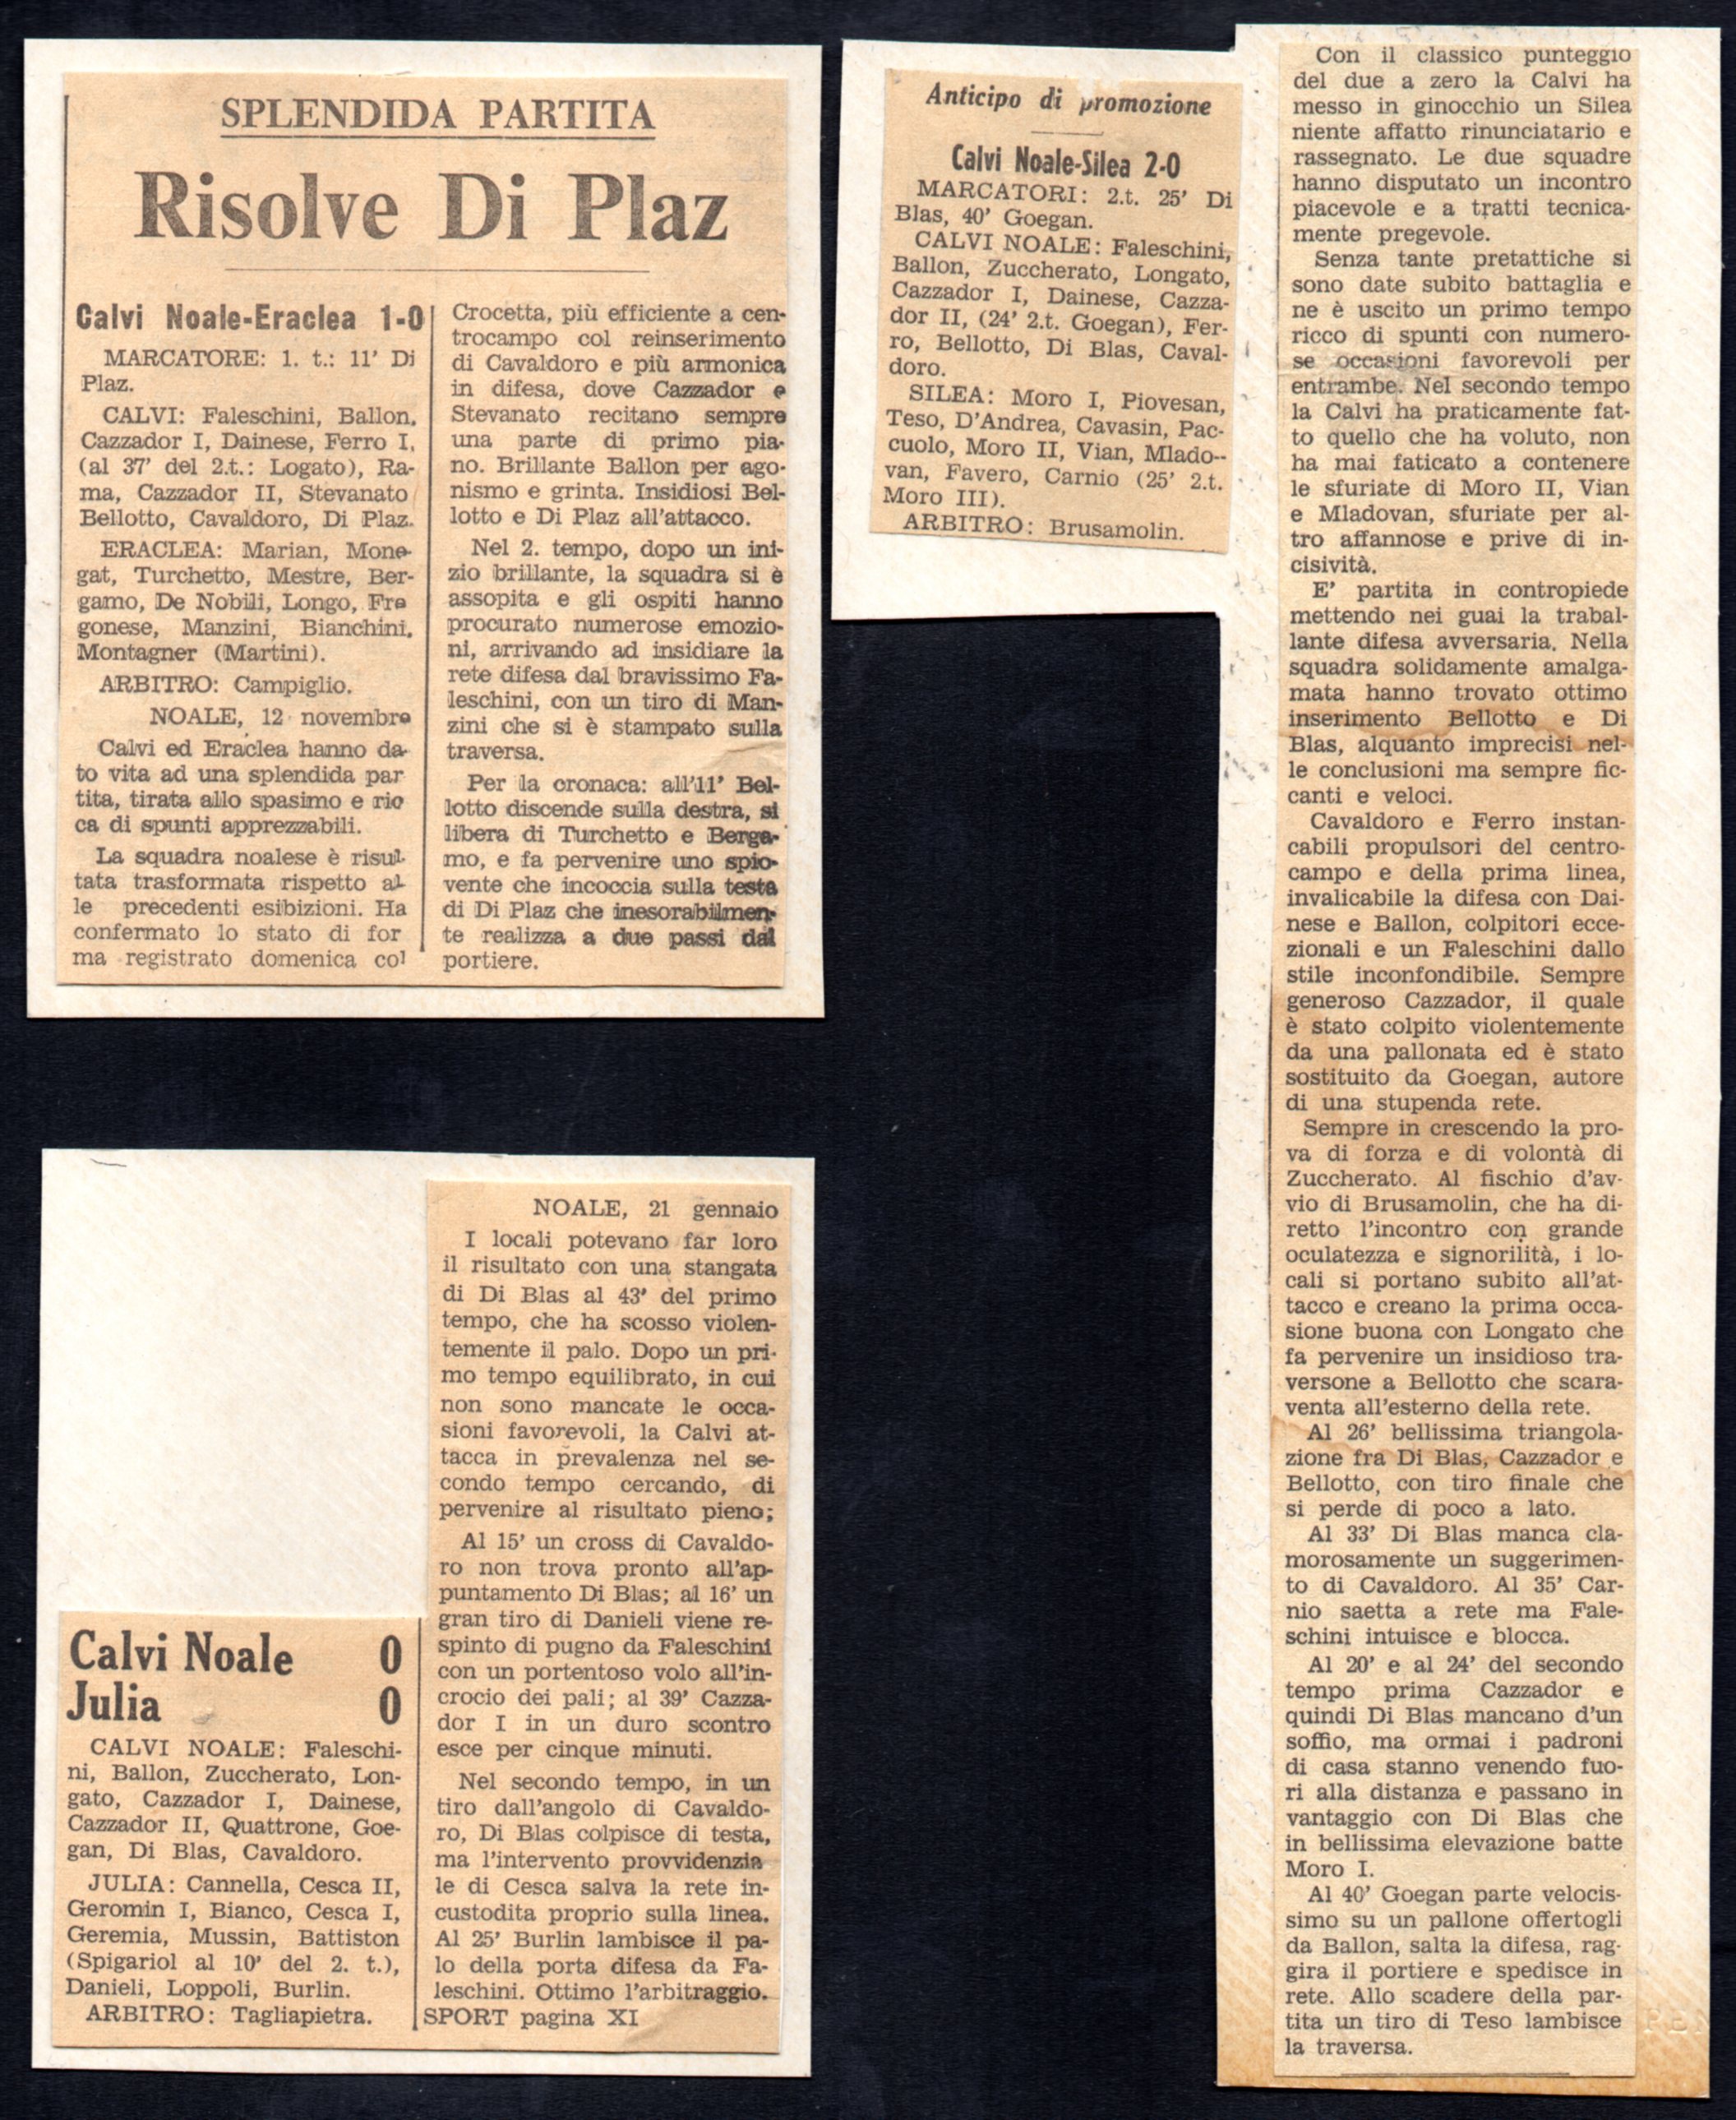 SPLENDIDA PARTITA
Risolve Di Plaz
Calvi Noale-Eraclea 1-0
MARCATORE: 1. t.: 11' Di
Plaz.
CALVI: Faleschini, Ballon,
Cazzador I, Dainese, Ferro I,
(al 37' del 2.t.: Logato), Ra-
ma, Cazzador II, Stevanato
Bellotto, Cavaldoro, Di Plaz.
ERACLEA: Marian, Mone-
gat, Turchetto, Mestre, Ber-
gamo, De Nobili, Longo, Fra
gonese, Manzini, Bianchini,
Montagner (Martini).
ARBITRO: Campiglio.
NOALE, 12 novembre
Calvi ed Eraclea hanno da-
to vita ad una splendida par
tita, tirata allo spasimo e ric
ca di spunti apprezzabili.
La squadra noalese è risul-
tata trasformata rispetto al-
le precedenti esibizioni. Ha
confermato lo stato di for
ma registrato domenica col
Crocetta, più efficiente a cen-
trocampo col reinserimento
di Cavaldoro e più armonica
in difesa, dove Cazzador e
Stevanato recitano sempre
una parte di primo pia-
no. Brillante Ballon per ago-
nismo e grinta. Insidiosi Bel-
lotto e Di Plaz all'attacco.
Nel 2. tempo, dopo un ini-
zio brillante, la squadra si è
assopita e gli ospiti hanno
procurato numerose emozio-
ni, arrivando ad insidiare la
rete difesa dal bravissimo Fa-
leschini, con un tiro di Man-
zini che si è stampato sulla
traversa.
Per la cronaca: all'11' Bel-
lotto discende sulla destra, si
libera di Turchetto e Berga-
mo, e fa pervenire uno spio-
vente che incoccia sulla testa
di Di Plaz che inesorabilmen-
te realizza a due passi dal
portiere.
Anticipo di promozione
Calvi Noale-Silea 2-0
MARCATORI: 2.t. 25' Di
Blas, 40' Goegan.
CALVI NOALE: Faleschini,
Ballon, Zuccherato, Longato,
Cazzador I, Dainese, Cazza-
dor II, (24' 2.t. Goegan), Fer-
ro, Bellotto, Di Blas, Caval-
doro.
SILEA: Moro I, Piovesan,
Teso, D'Andrea, Cavasin, Pac-
cuolo, Moro II, Vian, Mlado--
van, Favero, Carnio (25' 2.t.
Moro III).
ARBITRO: Brusamolin.
Con il classico punteggio
del due a zero la Calvi ha
messo in ginocchio un Silea
niente affatto rinunciatario e
rassegnato. Le due squadre
hanno disputato un incontro
piacevole e a tratti tecnica-
mente pregevole.
Senza tante pretattiche si
sono date subito battaglia e
ne è uscito un primo tempo
ricco di spunti con numero-
se occasioni favorevoli per
entrambe. Nel secondo tempo
la Calvi ha praticamente fat-
to quello che ha voluto, non
ha mai faticato a contenere
le sfuriate di Moro II, Vian
e Mladovan, sfuriate per al-
tro affannose e prive di in-
cisività.
E' partita in contropiede
mettendo nei guai la trabal-
lante difesa avversaria. Nella
squadra solidamente amalga-
mata hanno trovato ottimo
inserimento Bellotto e Di
Blas, alquanto imprecisi nel-
le conclusioni ma sempre fic-
canti e veloci.
Cavaldoro e Ferro instan-
cabili propulsori del centro-
campo e della prima linea,
invalicabile la difesa con Dai-
nese e Ballon, colpitori ecce-
zionali e un Faleschini dallo
stile inconfondibile. Sempre
generoso Cazzador, il quale
è stato colpito violentemente
da una pallonata ed è stato
sostituito da Goegan, autore
di una stupenda rete.
Sempre in crescendo la pro-
va di forza e di volontà di
Zuccherato. Al fischio d'av-
vio di Brusamolin, che ha di-
retto l'incontro con grande
oculatezza e signorilità, i lo-
cali si portano subito all'at-
tacco e creano la prima occa-
sione buona con Longato che
fa pervenire un insidioso tra-
versone a Bellotto che scara-
venta all'esterno della rete.
Al 26' bellissima triangola-
zione fra Di Blas, Cazzador e
Bellotto, con tiro finale che
si perde di poco a lato.
Al 33' Di Blas manca cla-
morosamente un suggerimen-
to di Cavaldoro. Al 35' Car-
nio saetta a rete ma Fale-
schini intuisce e blocca.
Al 20' e al 24' del secondo
tempo prima Cazzador e
quindi Di Blas mancano d'un
soffio, ma ormai i padroni
di casa stanno venendo fuo-
ri alla distanza e passano in
vantaggio con Di Blas che
in bellissima elevazione batte
Moro I.
Al 40' Goegan parte velocis-
simo su un pallone offertogli
da Ballon, salta la difesa, rag-
gira il portiere e spedisce in
rete. Allo scadere della par-
tita un tiro di Teso lambisce
la traversa.
Calvi Noale 0
Julia 0
CALVI NOALE: Faleschi-
ni, Ballon, Zuccherato, Lon-
gato, Cazzador I, Dainese,
Cazzador II, Quattrone, Goe-
gan, Di Blas, Cavaldoro.
JULIA: Cannella, Cesca II,
Geromin I, Bianco, Cesca I,
Geremia, Mussin, Battiston
(Spigariol al 10' del 2. t.),
Danieli, Loppoli, Burlin.
ARBITRO: Tagliapietra.
NOALE, 21 gennaio
I locali potevano far loro
il risultato con una stangata
di Di Blas al 43' del primo
tempo, che ha scosso violen-
temente il palo. Dopo un pri-
mo tempo equilibrato, in cui
non sono mancate le occa-
sioni favorevoli, la Calvi at-
tacca in prevalenza nel se-
condo tempo cercando, di
pervenire al risultato pieno;
Al 15' un cross di Cavaldo-
ro non trova pronto all'ap-
puntamento Di Blas; al 16' un
gran tiro di Danieli viene re-
spinto di pugno da Faleschini
con un portentoso volo all'in-
crocio dei pali; al 39' Cazza-
dor I in un duro scontro
esce per cinque minuti.
Nel secondo tempo, in un
tiro dall'angolo di Cavaldo-
ro, Di Blas colpisce di testa,
ma l'intervento provvidenzia
le di Cesca salva la rete in-
custodita proprio sulla linea.
Al 25' Burlin lambisce il pa-
lo della porta difesa da Fa-
leschini. Ottimo l'arbitraggio.
SPORT pagina XI